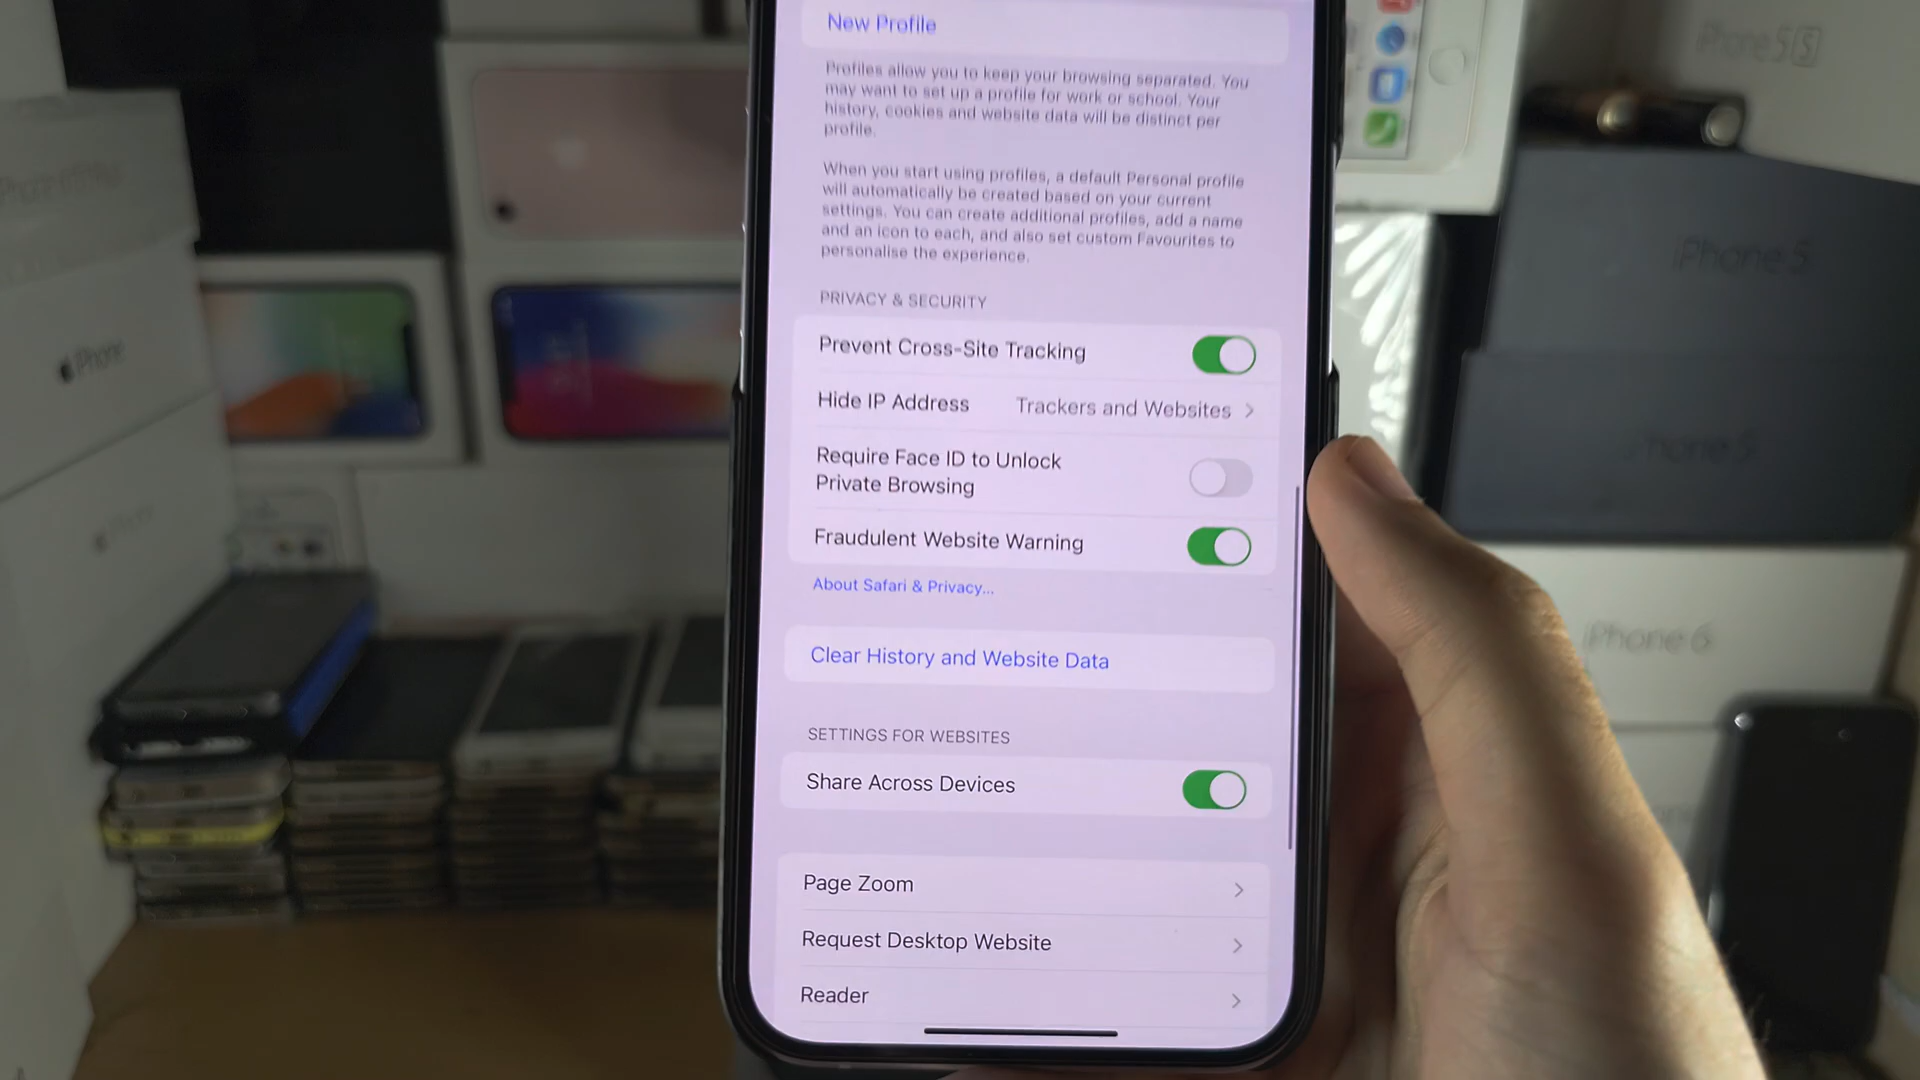 New Profile
Profiles allow you to keep your browsing separated. You
may want to set up a profile for work or school. Your
history, cookies and website data will be distinct per
profile.
When you start using profiles, a default Personal profile
will automatically be created based on your current
settings. You can create additional profiles, add a name
and an icon to each, and also set custom Favourites to
personalise the experience.
PRIVACY & SECURITY
Prevent Cross-Site Tracking
Hide IP Address Trackers and Websites
Require Face ID to Unlock
Private Browsing
Fraudulent Website Warning
About Safari & Privacy...
Clear History and Website Data
SETTINGS FOR WEBSITES
Share Across Devices
Page Zoom
Request Desktop Website
Reader
iPhone
iPhone
iPhone 5S
iPhone 5
iPhone 6